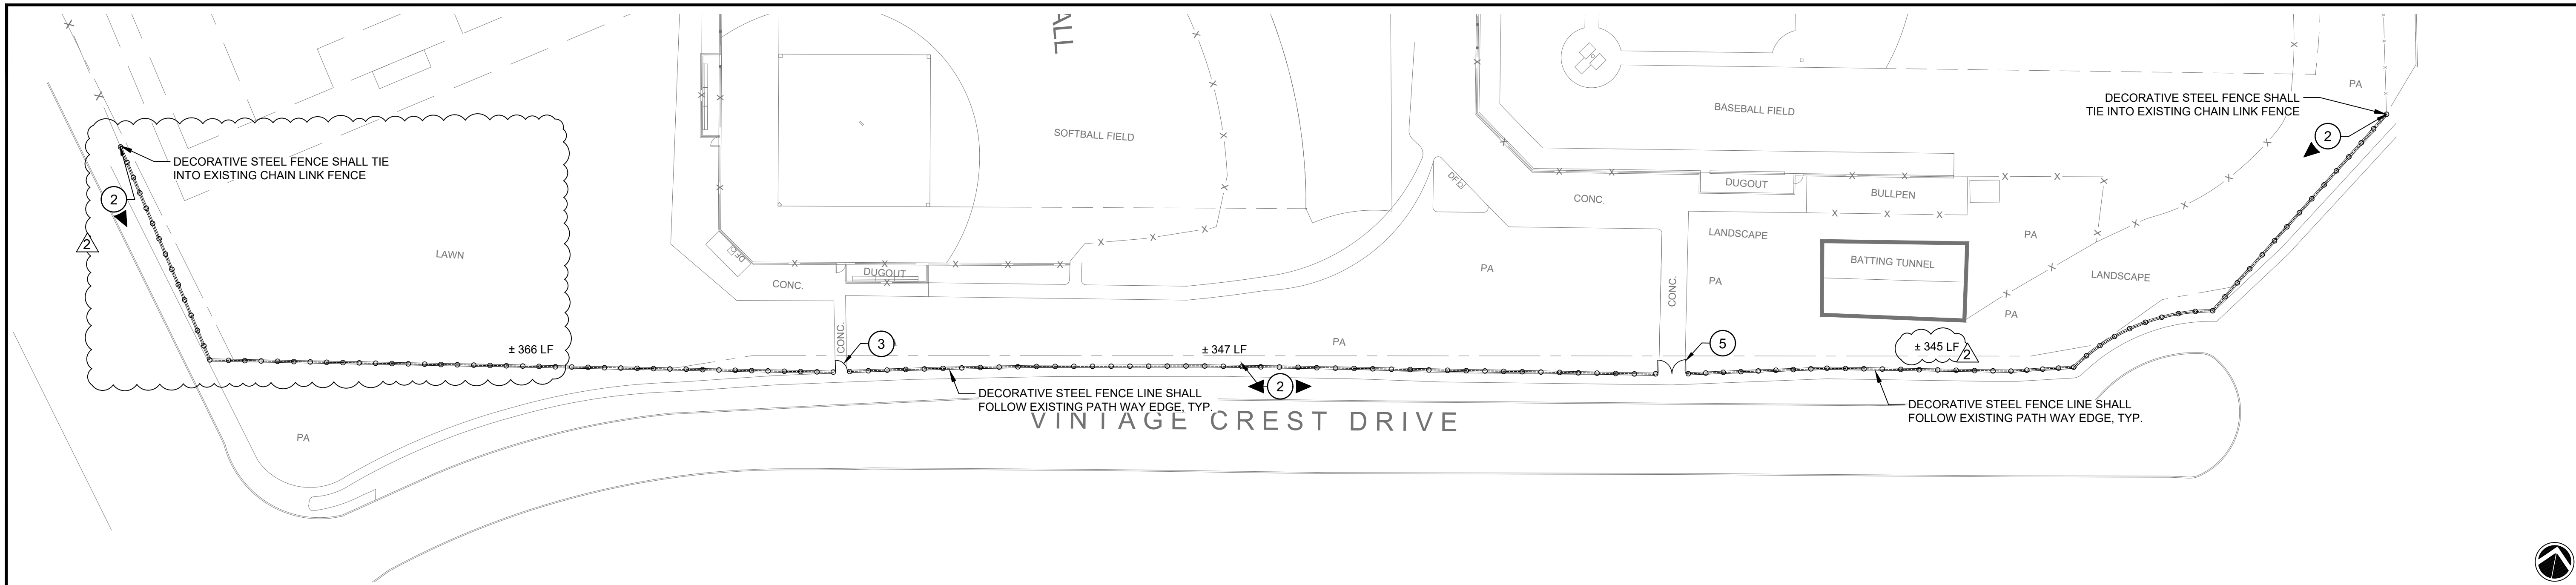 ALL
SOFTBALL FIELD
BASEBALL FIELD
PA
DECORATIVE STEEL FENCE SHALL
TIE INTO EXISTING CHAIN LINK FENCE
2
DECORATIVE STEEL FENCE SHALL TIE
INTO EXISTING CHAIN LINK FENCE
2
2
LAWN
DF
DUGOUT
CONC.
CONC.
DF
CONC.
DUGOUT
BULLPEN
LANDSCAPE
PA
BATTING TUNNEL
LANDSCAPE
PA
CONC.
PA
PA
PA
± 366 LF
3
± 347 LF
5
± 345 LF
2
2
DECORATIVE STEEL FENCE LINE SHALL
FOLLOW EXISTING PATH WAY EDGE, TYP.
DECORATIVE STEEL FENCE LINE SHALL
FOLLOW EXISTING PATH WAY EDGE, TYP.
VINTAGE CREST DRIVE
PA